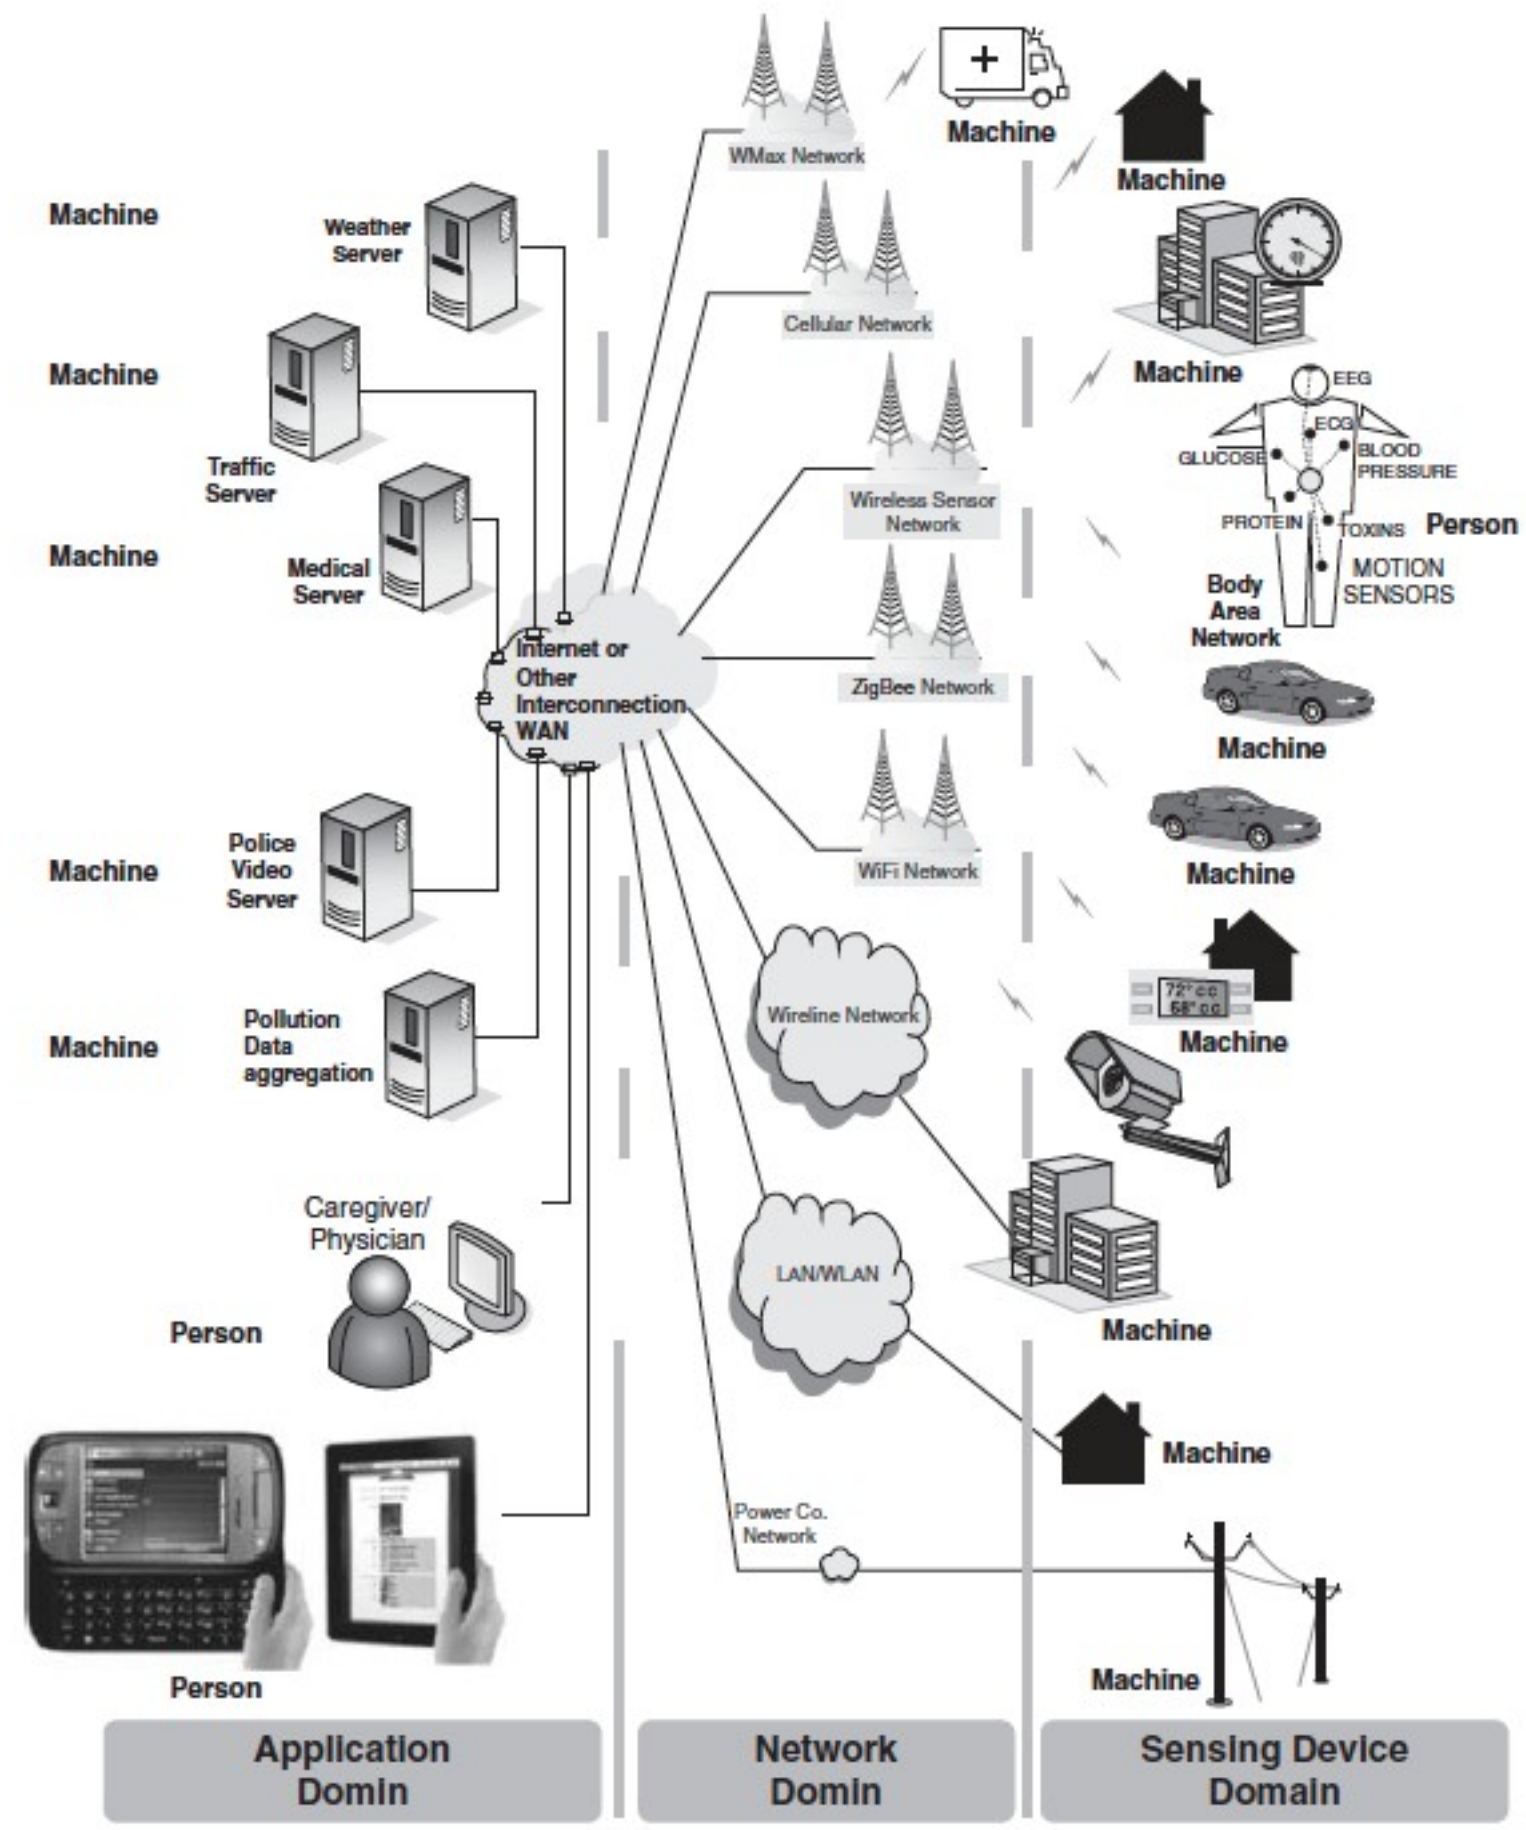 WMax Network
Machine
Machine
Machine
Weather
Server
Cellular Network
Machine
Machine
EEG
ECG
GLUCOSE
BLOOD
PRESSURE
Traffic
Server
Wireless Sensor
Network
PROTEIN
TOXINS
Person
Machine
Medical
Server
MOTION
SENSORS
Body
Area
Network
Internet or
Other
Interconnection
WAN
ZigBee Network
Machine
Police
Video
Server
Machine
WiFi Network
Machine
72°
68°
Wireline Network
Machine
Pollution
Data
aggregation
Machine
Caregiver/
Physician
LAN/WLAN
Person
Machine
Machine
Power Co.
Network
Machine
Person
Application
Domin
Network
Domin
Sensing Device
Domain